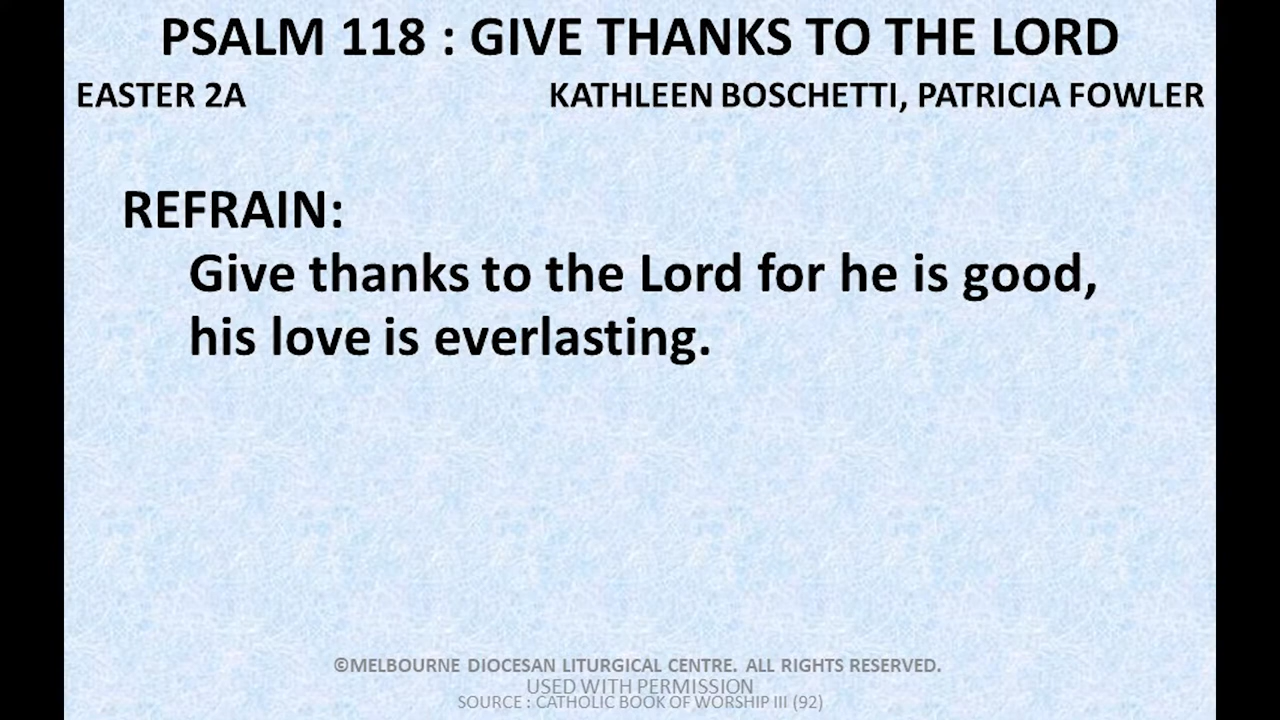 PSALM 118 : GIVE THANKS TO THE LORD
EASTER 2A KATHLEEN BOSCHETTI, PATRICIA FOWLER
REFRAIN:
Give thanks to the Lord for he is good,
his love is everlasting.
©MELBOURNE DIOCESAN LITURGICAL CENTRE. ALL RIGHTS RESERVED.
USED WITH PERMISSION
SOURCE : CATHOLIC BOOK OF WORSHIP III (92)